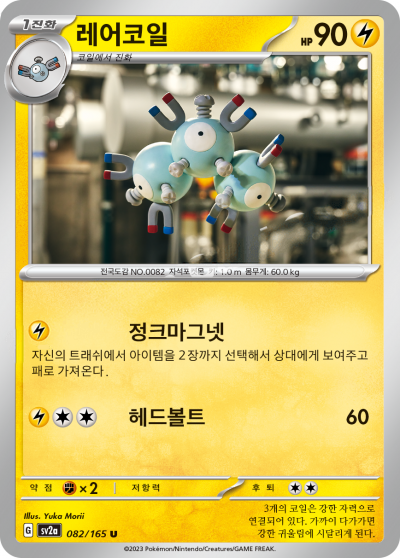 1진화
레어코일
HP 90
코일에서 진화
전국도감 NO.0082 자석포켓몬 키: 1.0 m 몸무게: 60.0 kg
정크마그넷
자신의 트래쉬에서 아이템을 2장까지 선택해서 상대에게 보여주고
패로 가져온다.
헤드볼트 60
약점 ×2 저항력 후퇴
Illus. Yuka Morii
G sv2a 082/165 U
3개의 코일은 강한 자력으로
연결되어 있다. 가까이 다가가면
강한 귀울림에 시달리게 된다.
©2023 Pokémon/Nintendo/Creatures/GAME FREAK.